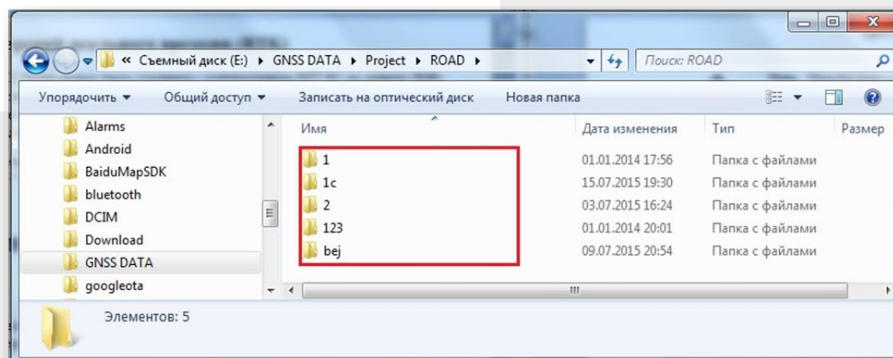 « Съемный диск (E:) ▸ GNSS DATA ▸ Project ▸ ROAD ▸
Поиск: ROAD
Упорядочить Общий доступ Записать на оптический диск Новая папка
Alarms
Android
BaiduMapSDK
bluetooth
DCIM
Download
GNSS DATA
googleota
Имя Дата изменения Тип Размер
1 01.01.2014 17:56 Папка с файлами
1c 15.07.2015 19:30 Папка с файлами
2 03.07.2015 16:24 Папка с файлами
123 01.01.2014 20:01 Папка с файлами
bej 09.07.2015 20:54 Папка с файлами
Элементов: 5